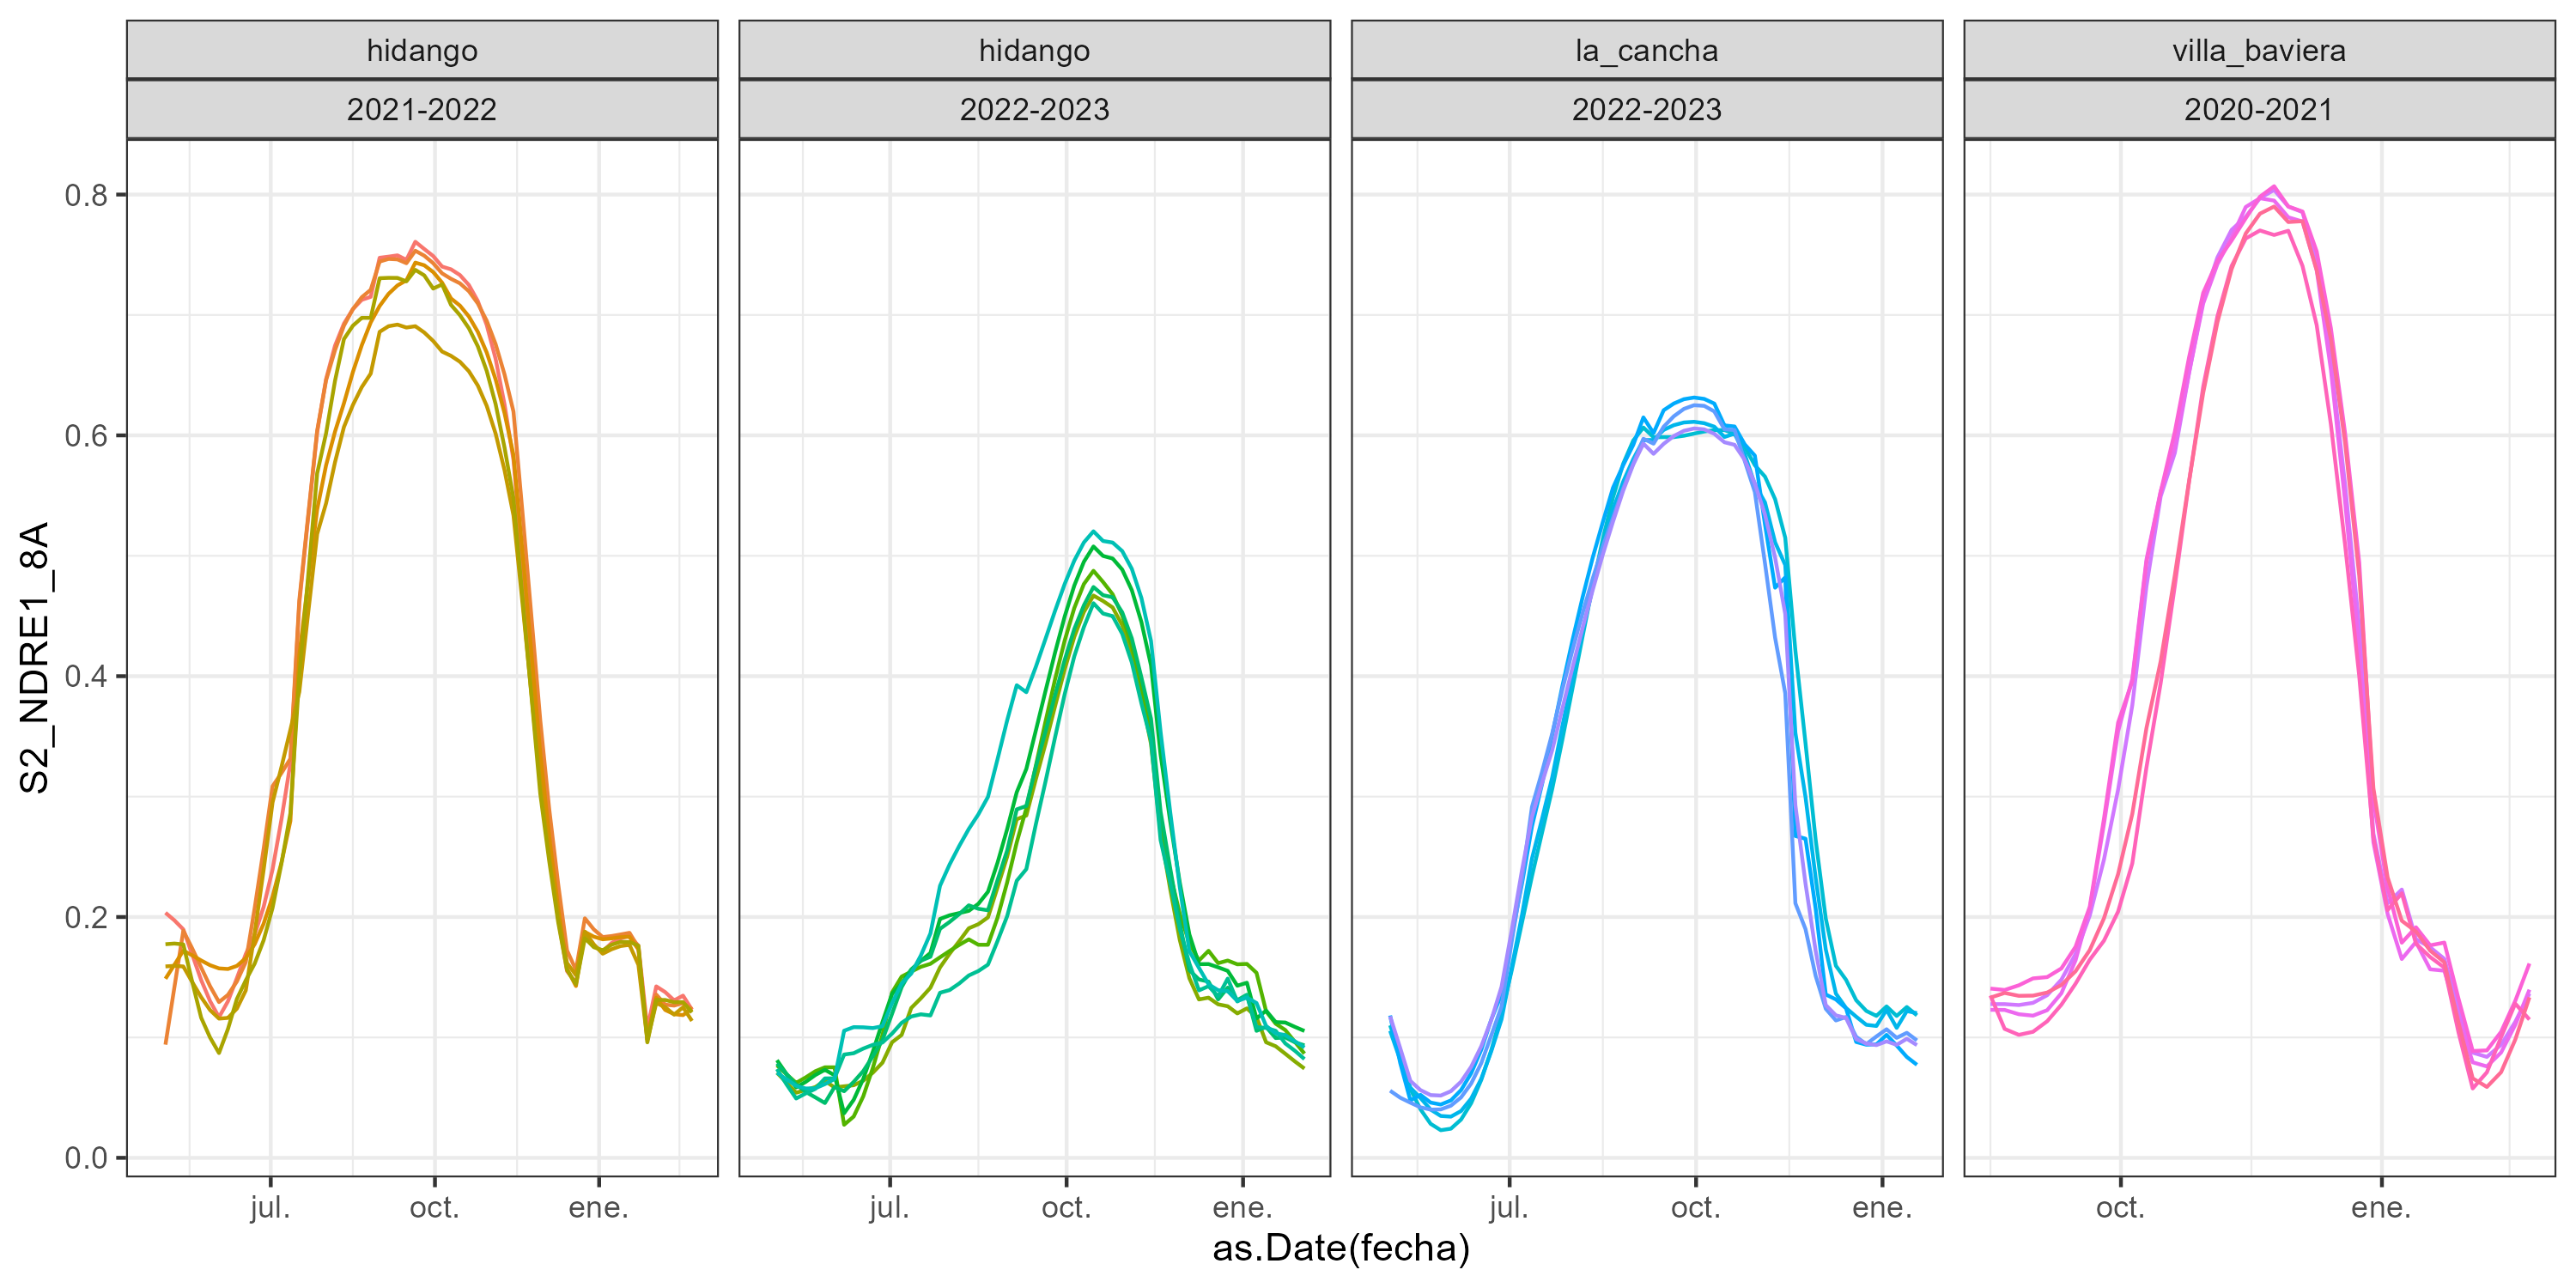 hidango
hidango
la_cancha
villa_baviera
2021-2022
2022-2023
2022-2023
2020-2021
S2_NDRE1_8A
0.8
0.6
0.4
0.2
0.0
jul.
oct.
ene.
jul.
oct.
ene.
jul.
oct.
ene.
oct.
ene.
as.Date(fecha)